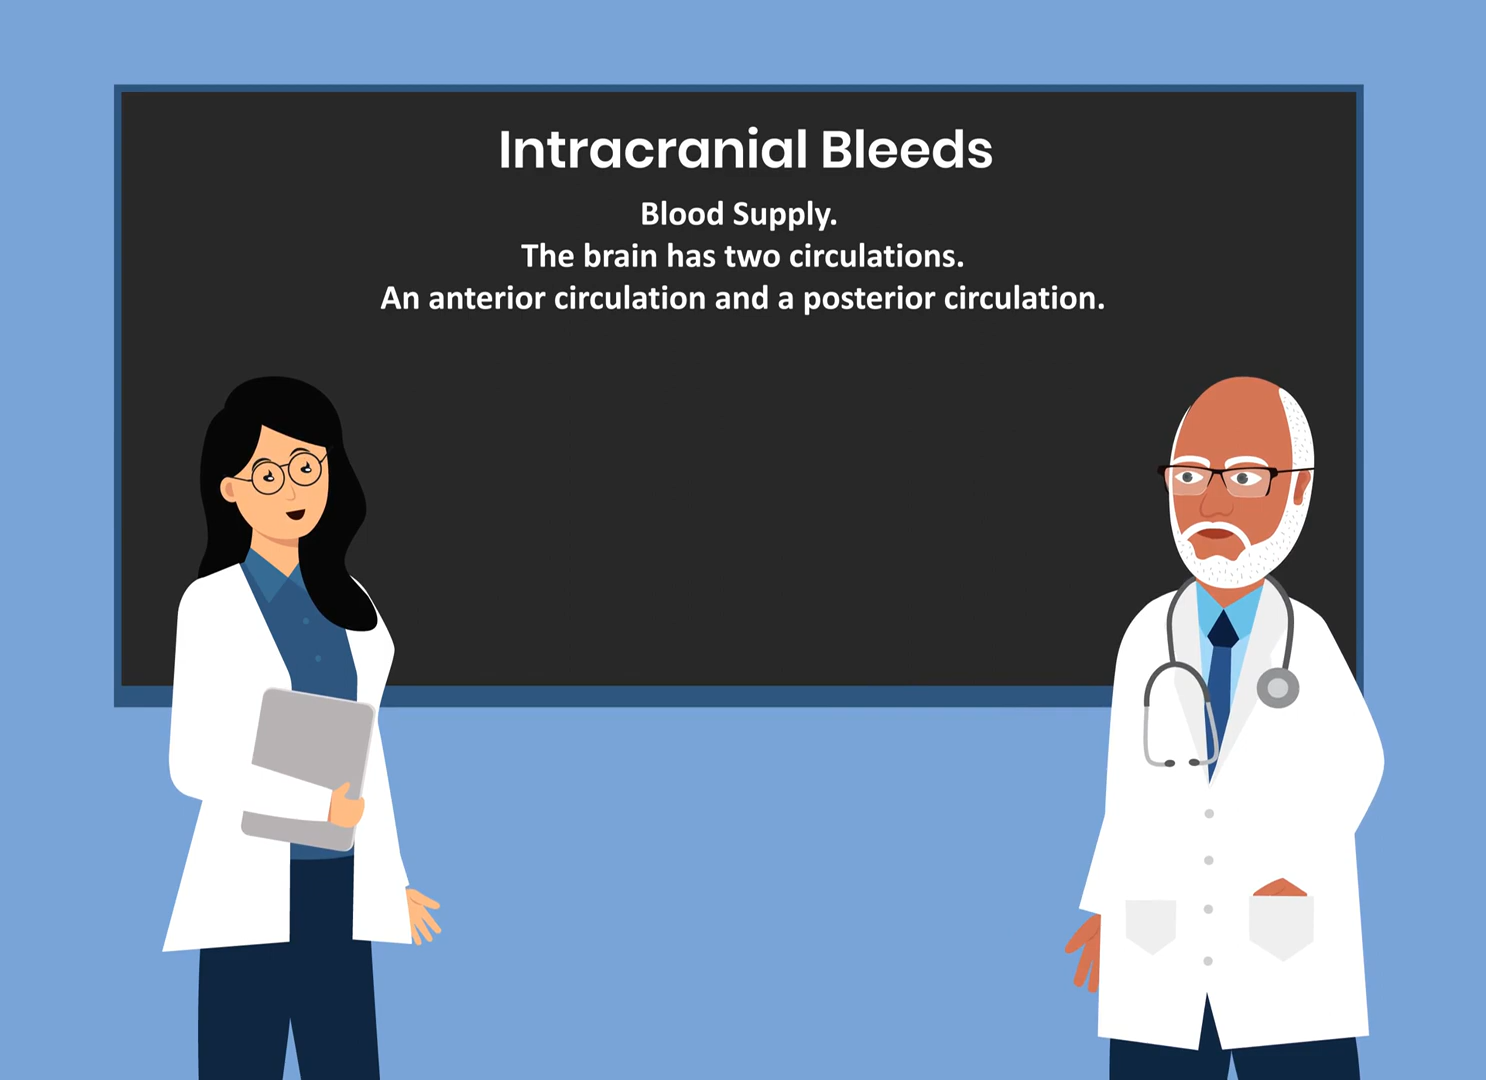 Intracranial Bleeds
Blood Supply.
The brain has two circulations.
An anterior circulation and a posterior circulation.